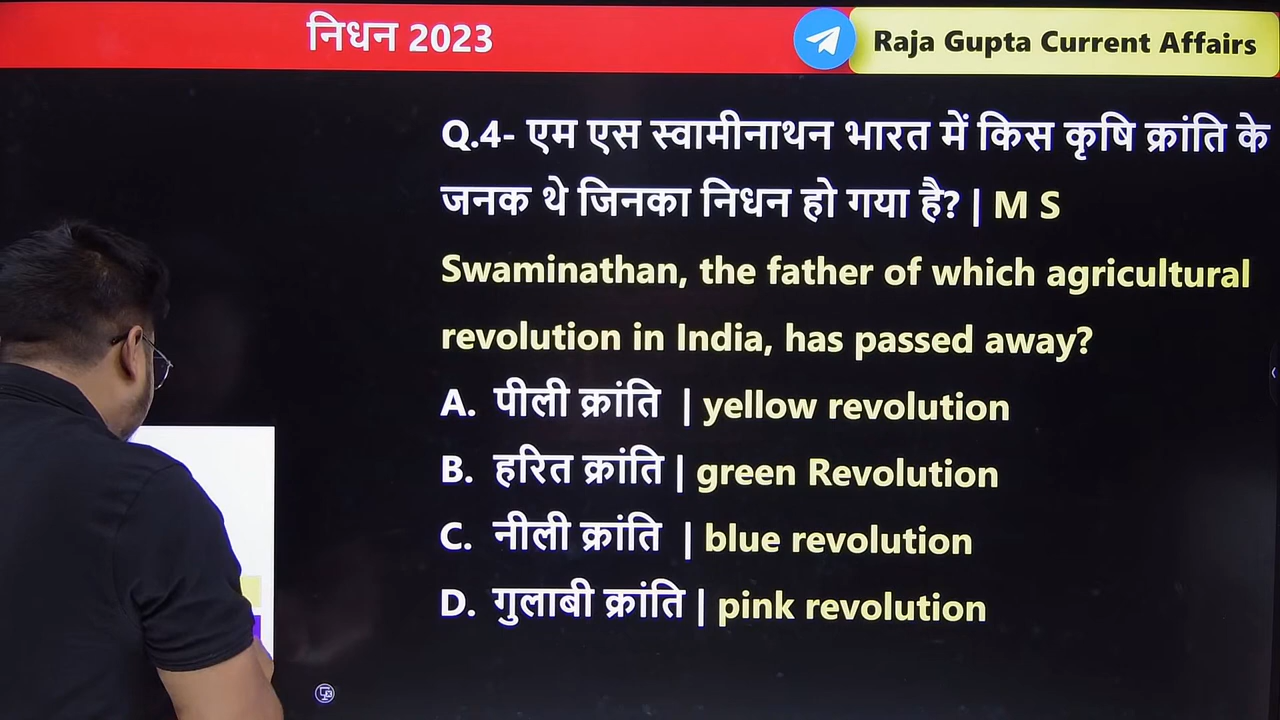 निधन 2023
Raja Gupta Current Affairs
Q.4- एम एस स्वामीनाथन भारत में किस कृषि क्रांति के
जनक थे जिनका निधन हो गया है? | M S
Swaminathan, the father of which agricultural
revolution in India, has passed away?
A. पीली क्रांति | yellow revolution
B. हरित क्रांति | green Revolution
C. नीली क्रांति | blue revolution
D. गुलाबी क्रांति | pink revolution